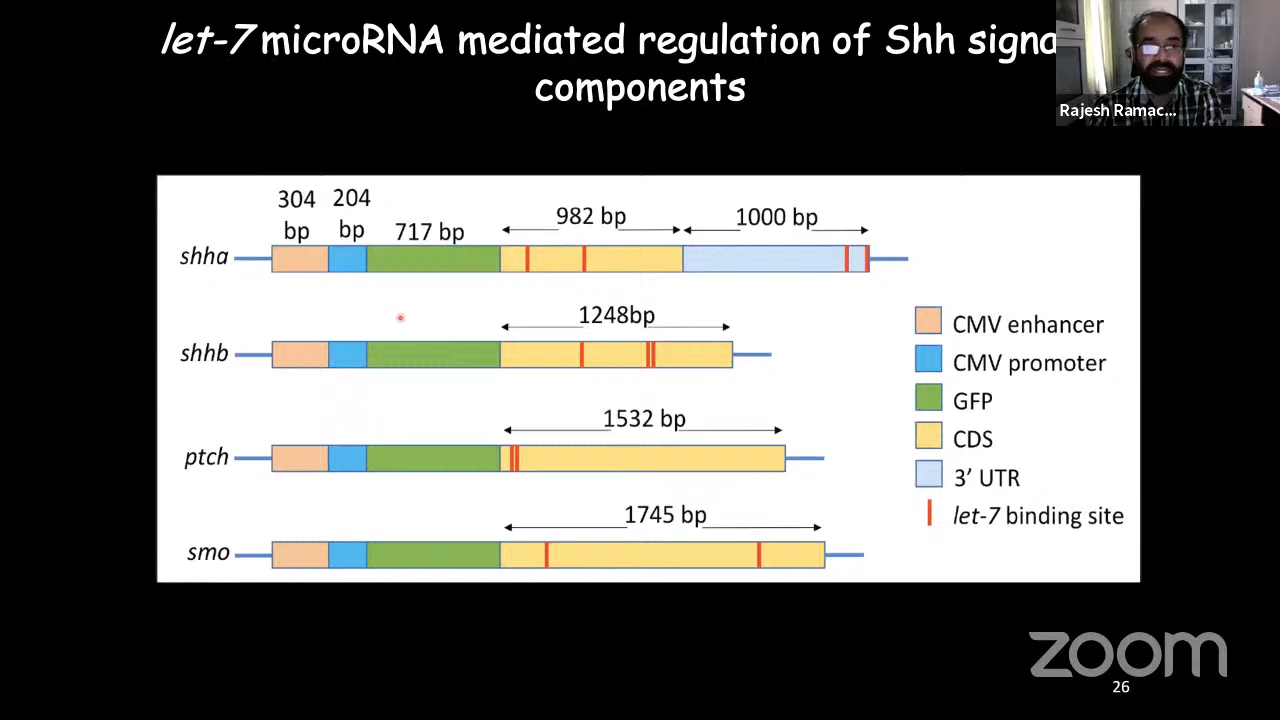 let-7 microRNA mediated regulation of Shh signa
components
Rajesh Ramac...
304 bp
204 bp
717 bp
982 bp
1000 bp
shha
1248bp
shhb
1532 bp
ptch
1745 bp
smo
CMV enhancer
CMV promoter
GFP
CDS
3’ UTR
let-7 binding site
zoom
26